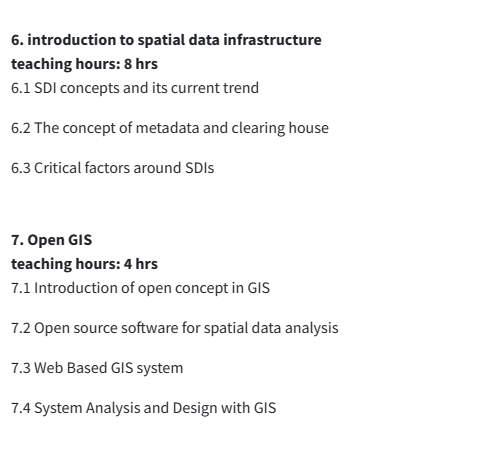 6. introduction to spatial data infrastructure
teaching hours: 8 hrs
6.1 SDI concepts and its current trend
6.2 The concept of metadata and clearing house
6.3 Critical factors around SDIs
7. Open GIS
teaching hours: 4 hrs
7.1 Introduction of open concept in GIS
7.2 Open source software for spatial data analysis
7.3 Web Based GIS system
7.4 System Analysis and Design with GIS